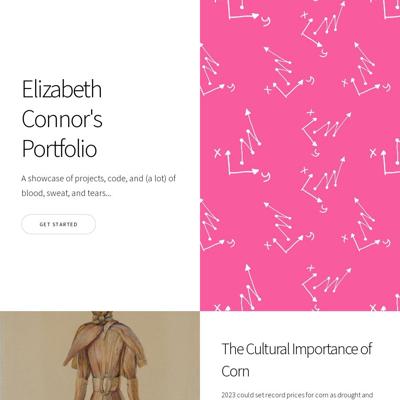 Elizabeth
Connor's
Portfolio
A showcase of projects, code, and (a lot) of
blood, sweat, and tears...
GET STARTED
The Cultural Importance of
Corn
2023 could set record prices for corn as drought and